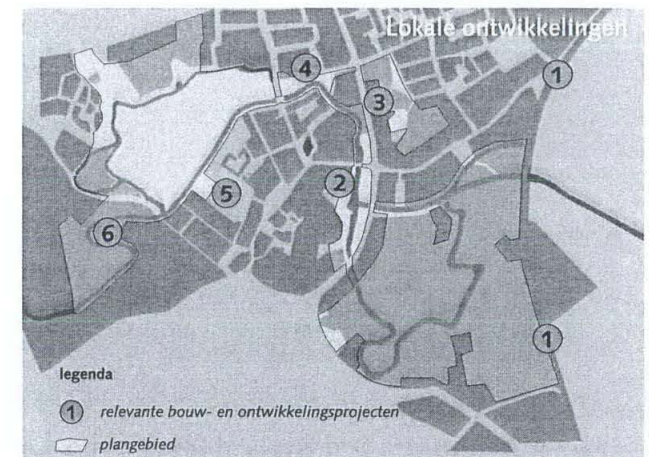 Lokale ontwikkelingen
1
4
3
2
5
6
1
legenda
1 relevante bouw- en ontwikkelingsprojecten
plangebied